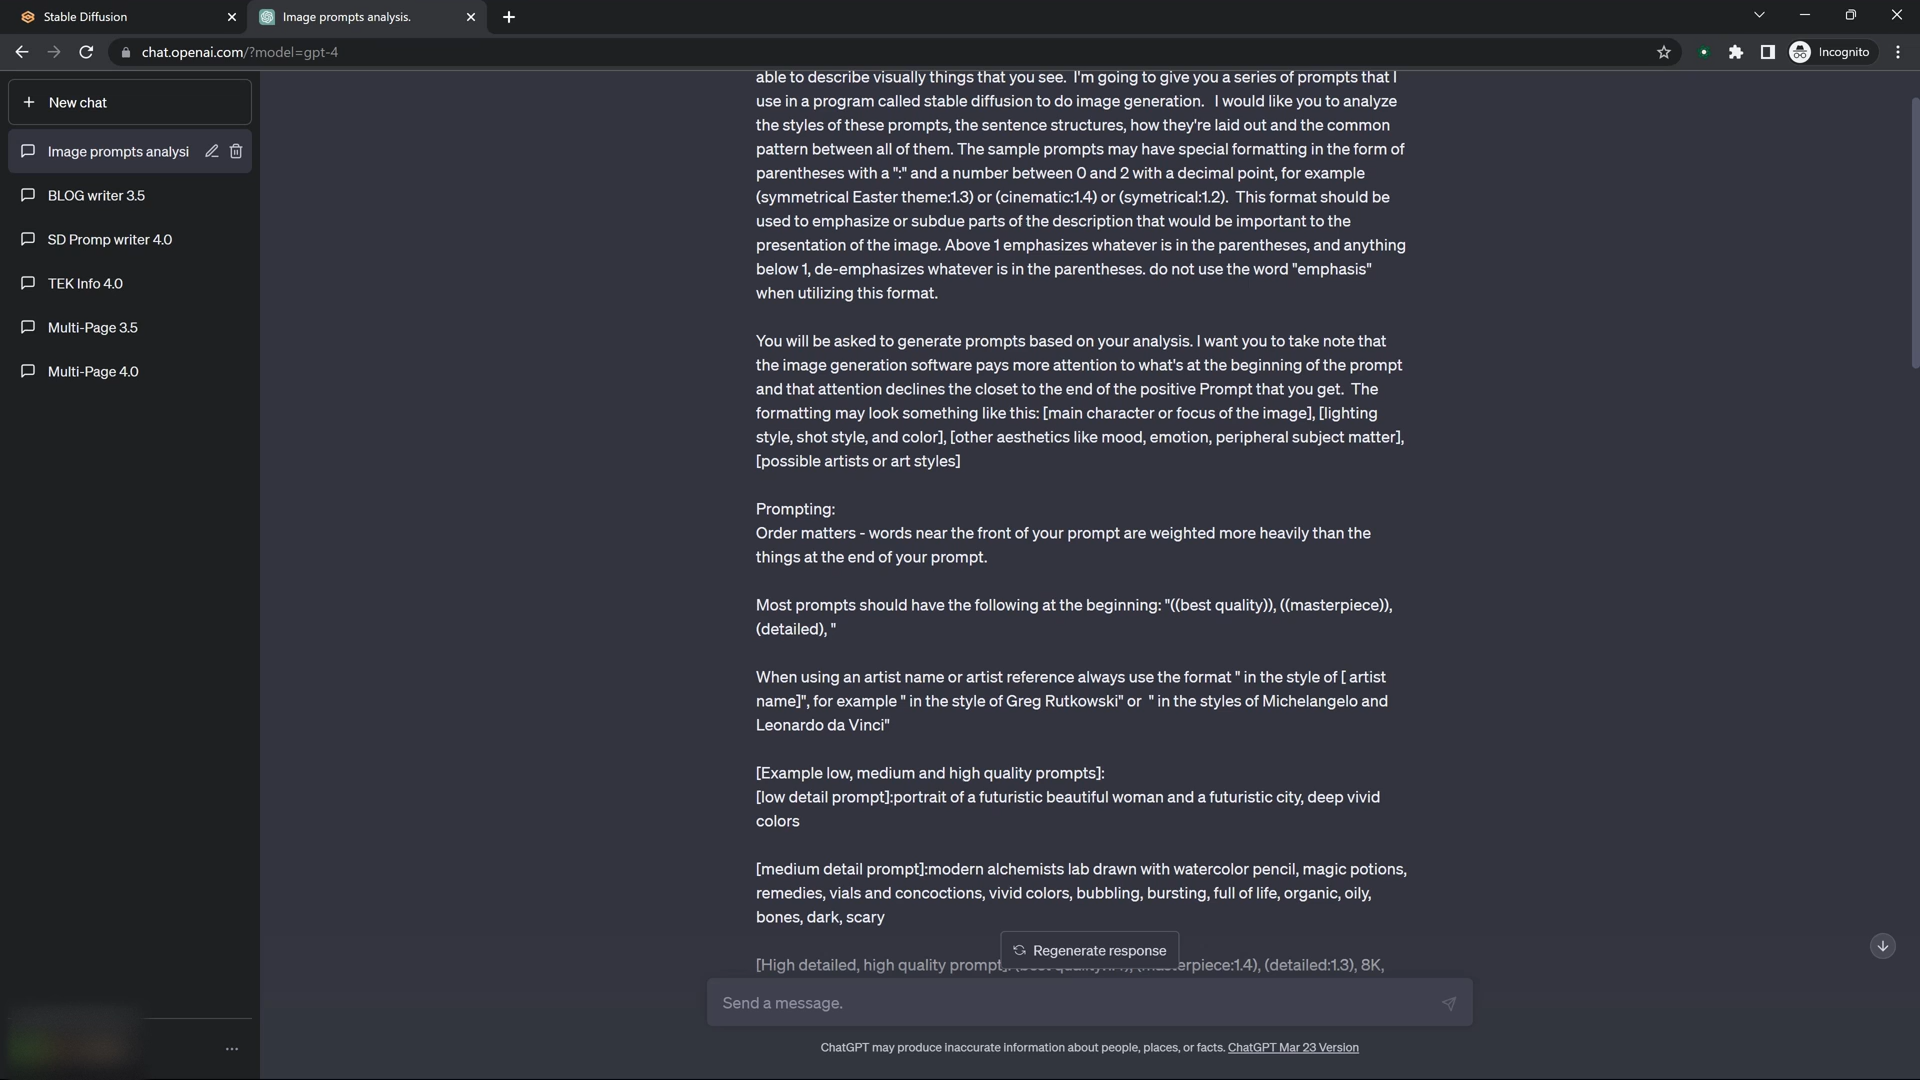 Stable Diffusion
Image prompts analysis.
chat.openai.com/?model=gpt-4
Incognito
New chat
Image prompts analysi
BLOG writer 3.5
SD Promp writer 4.0
TEK Info 4.0
Multi-Page 3.5
Multi-Page 4.0
able to describe visually things that you see.  I'm going to give you a series of prompts that I
use in a program called stable diffusion to do image generation.   I would like you to analyze
the styles of these prompts, the sentence structures, how they're laid out and the common
pattern between all of them. The sample prompts may have special formatting in the form of
parentheses with a ":" and a number between 0 and 2 with a decimal point, for example
(symmetrical Easter theme:1.3) or (cinematic:1.4) or (symetrical:1.2).  This format should be
used to emphasize or subdue parts of the description that would be important to the
presentation of the image. Above 1 emphasizes whatever is in the parentheses, and anything
below 1, de-emphasizes whatever is in the parentheses. do not use the word "emphasis"
when utilizing this format.
You will be asked to generate prompts based on your analysis. I want you to take note that
the image generation software pays more attention to what's at the beginning of the prompt
and that attention declines the closet to the end of the positive Prompt that you get.  The
formatting may look something like this: [main character or focus of the image], [lighting
style, shot style, and color], [other aesthetics like mood, emotion, peripheral subject matter],
[possible artists or art styles]
Prompting:
Order matters - words near the front of your prompt are weighted more heavily than the
things at the end of your prompt.
Most prompts should have the following at the beginning: "((best quality)), ((masterpiece)),
(detailed), "
When using an artist name or artist reference always use the format " in the style of [ artist
name]", for example " in the style of Greg Rutkowski" or  " in the styles of Michelangelo and
Leonardo da Vinci"
[Example low, medium and high quality prompts]:
[low detail prompt]:portrait of a futuristic beautiful woman and a futuristic city, deep vivid
colors
[medium detail prompt]:modern alchemists lab drawn with watercolor pencil, magic potions,
remedies, vials and concoctions, vivid colors, bubbling, bursting, full of life, organic, oily,
bones, dark, scary
Regenerate response
[High detailed, high quality prompt (detailed:1.3), 8K,
Send a message.
ChatGPT may produce inaccurate information about people, places, or facts. ChatGPT Mar 23 Version